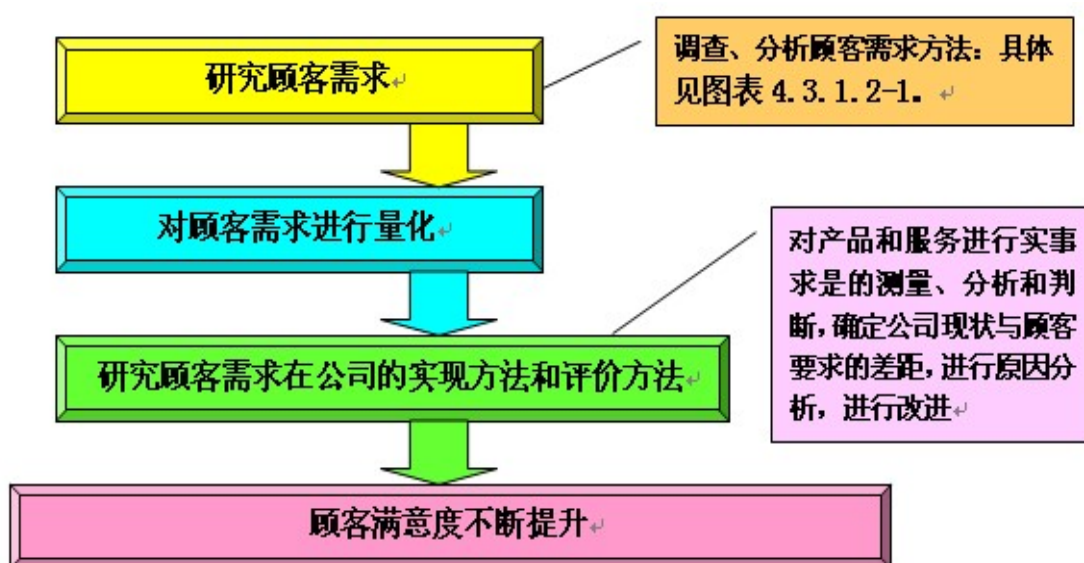 研究顾客需求
调查、分析顾客需求方法：具体
见图表 4.3.1.2-1。
对顾客需求进行量化
对产品和服务进行实事
求是的测量、分析和判
断，确定公司现状与顾客
要求的差距，进行原因分
析，进行改进
研究顾客需求在公司的实现方法和评价方法
顾客满意度不断提升